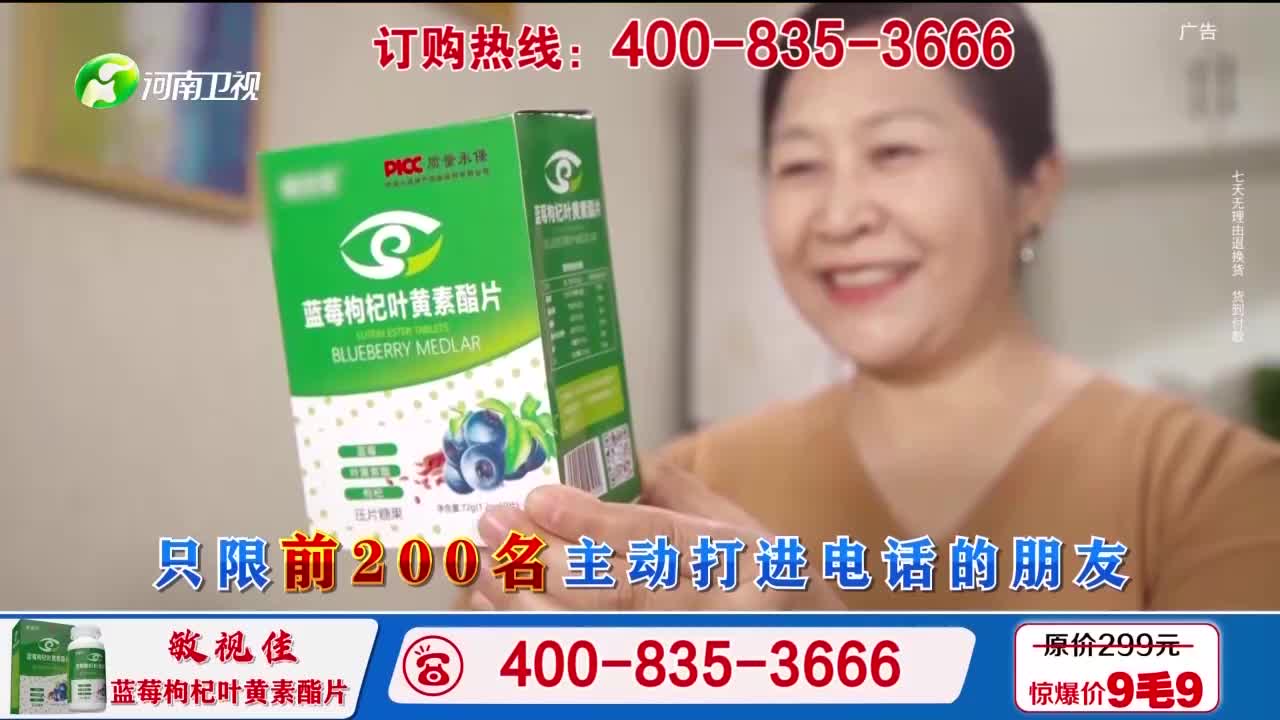 订购热线：400-835-3666
广告
河南卫视
七天无理由退换货 货到付款
PICC 质量承保
蓝莓枸杞叶黄素酯片
LUTEIN ESTER TABLETS
BLUEBERRY MEDLAR
蓝莓
叶黄素酯
枸杞
压片糖果
蓝莓枸杞叶黄素酯片
只限前200名主动打进电话的朋友
敏视佳
蓝莓枸杞叶黄素酯片
400-835-3666
原价299元
惊爆价9毛9